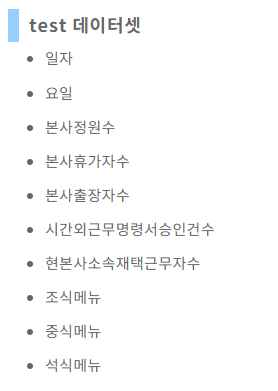 test 데이터셋
일자
요일
본사정원수
본사휴가자수
본사출장자수
시간외근무명령서승인건수
현본사소속재택근무자수
조식메뉴
중식메뉴
석식메뉴